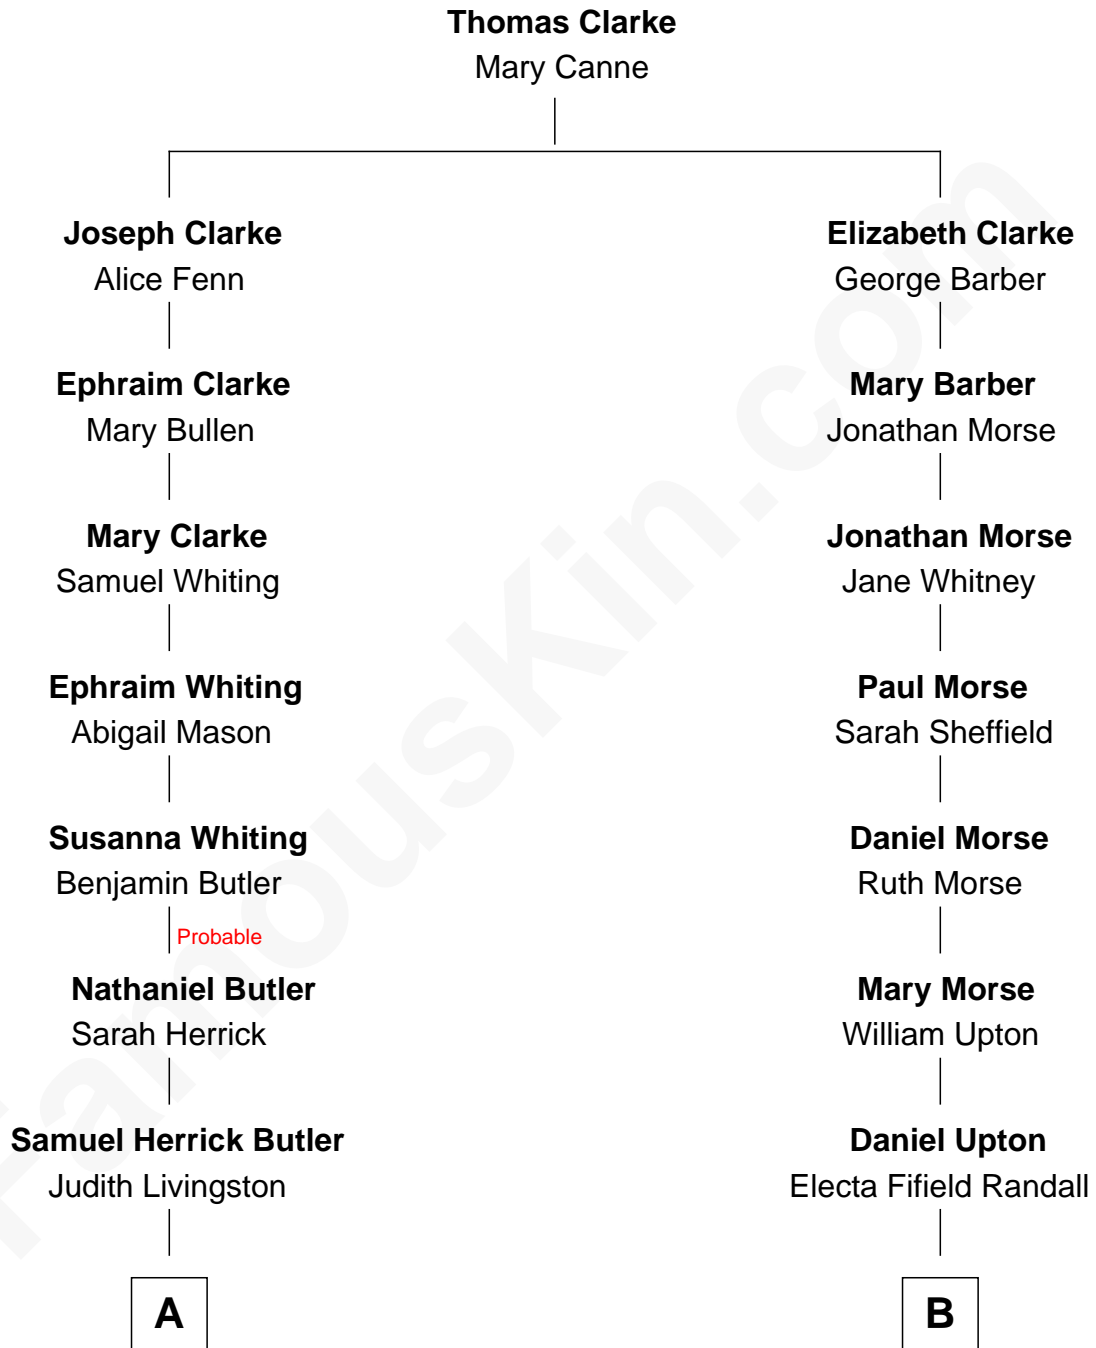 Thomas Clarke
Mary Canne
Joseph Clarke
Alice Fenn
Elizabeth Clarke
George Barber
Ephraim Clarke
Mary Bullen
Mary Barber
Jonathan Morse
Mary Clarke
Samuel Whiting
Jonathan Morse
Jane Whitney
Ephraim Whiting
Abigail Mason
Paul Morse
Sarah Sheffield
Susanna Whiting
Benjamin Butler
Daniel Morse
Ruth Morse
Probable
Nathaniel Butler
Sarah Herrick
Mary Morse
William Upton
Samuel Herrick Butler
Judith Livingston
Daniel Upton
Electa Fifield Randall
A
B
FamousKin.com